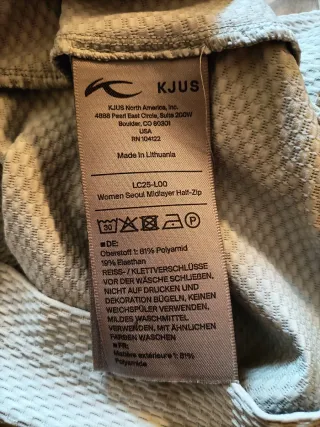 KJUS
KJUS North America, Inc.
4888 Pearl East Circle, Suite 200W
Boulder, CO 80301
USA
RN 104122
Made in Lithuania
LC25-L00
Women Seoul Midlayer Half-Zip
30 P
DE:
Oberstoff 1: 81% Polyamid
19% Elasthan
REISS- / KLETTVERSCHLÜSSE
VOR DER WÄSCHE SCHLIEßEN,
NICHT AUF DRUCKEN UND
DEKORATION BÜGELN, KEINEN
WEICHSPÜLER VERWENDEN,
MILDES WASCHMITTEL
VERWENDEN, MIT ÄHNLICHEN
FARBEN WASCHEN
FR:
Matière extérieure 1: 81%
Polyamide